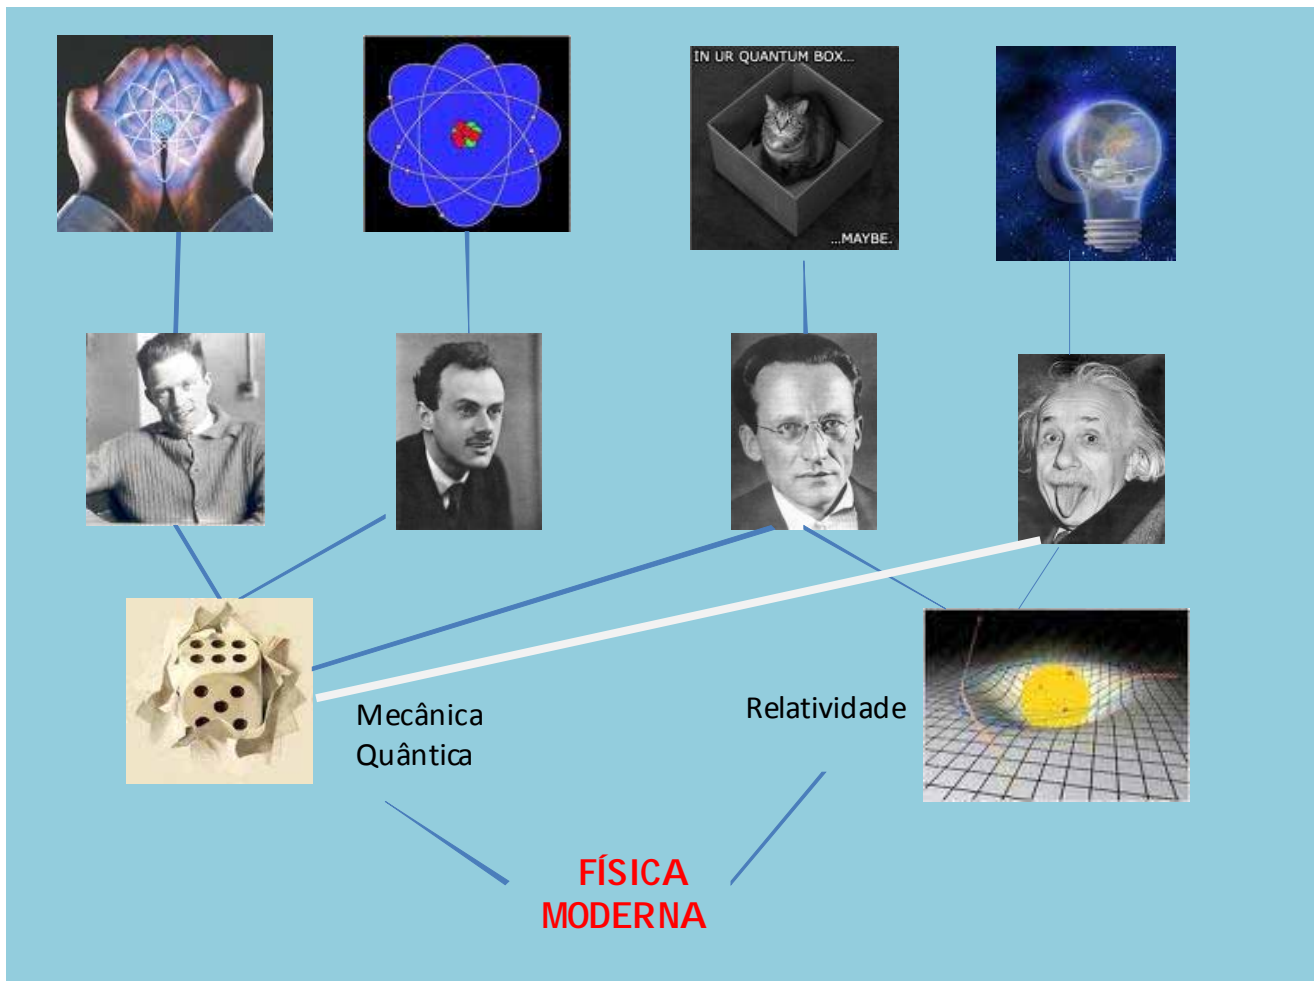 IN UR QUANTUM BOX...
...MAYBE.
Mecânica
Quântica
Relatividade
FÍSICA
MODERNA